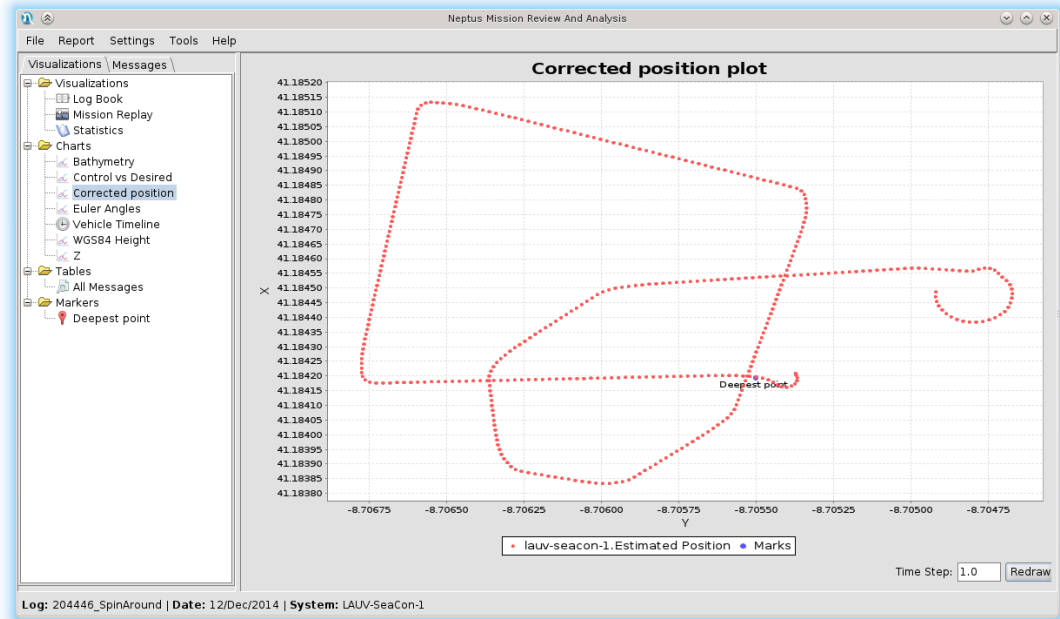 Neptus Mission Review And Analysis
File Report Settings Tools Help
Visualizations Messages
Visualizations
Log Book
Mission Replay
Statistics
Charts
Bathymetry
Control vs Desired
Corrected position
Euler Angles
Vehicle Timeline
WGS84 Height
Z
Tables
All Messages
Markers
Deepest point
Corrected position plot
41.18520
41.18515
41.18510
41.18505
41.18500
41.18495
41.18490
41.18485
41.18480
41.18475
41.18470
41.18465
41.18460
41.18455
41.18450
41.18445
41.18440
41.18435
41.18430
41.18425
41.18420
41.18415
41.18410
41.18405
41.18400
41.18395
41.18390
41.18385
41.18380
X
Deepest point
-8.70675 -8.70650 -8.70625 -8.70600 -8.70575 -8.70550 -8.70525 -8.70500 -8.70475
Y
lauv-seacon-1.Estimated Position Marks
Time Step: 1.0 Redraw
Log: 204446_SpinAround | Date: 12/Dec/2014 | System: LAUV-SeaCon-1